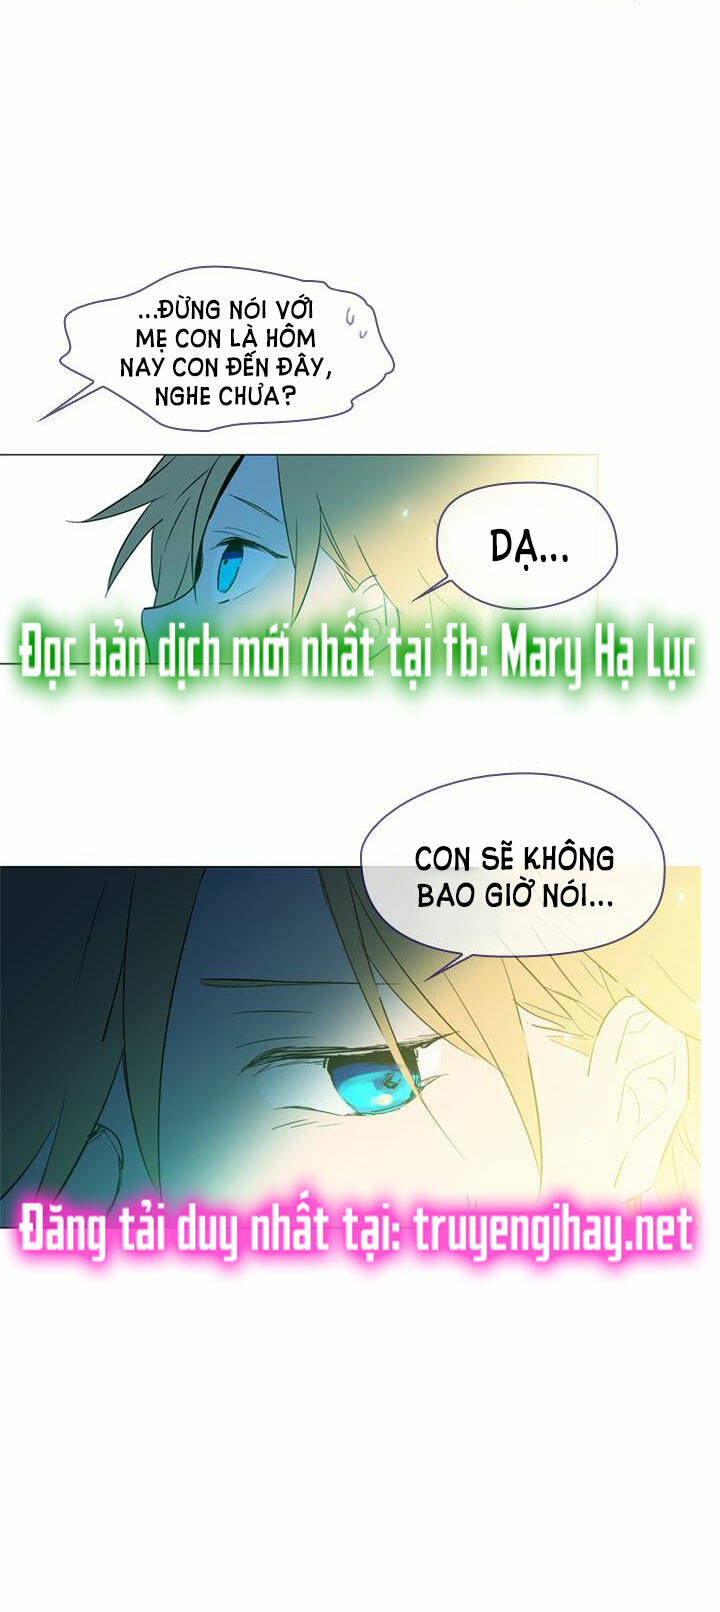 ...ĐỪNG NÓI VỚI
MẸ CON LÀ HÔM
NAY CON ĐẾN ĐÂY,
NGHE CHƯA?
DẠ...
Đọc bản dịch mới nhất tại fb: Mary Hạ Lục
CON SẼ KHÔNG
BAO GIỜ NÓI...
Đăng tải duy nhất tại: truyengihay.net